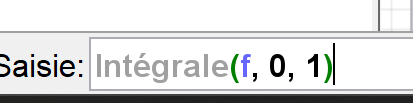 Saisie: Intégrale(f, 0, 1)